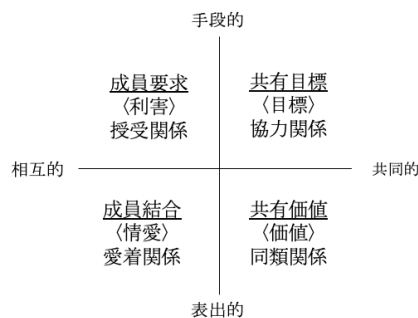 手段的
成員要求
〈利害〉
授受関係
共有目標
〈目標〉
協力関係
相互的
共同的
成員結合
〈情愛〉
愛着関係
共有価値
〈価値〉
同類関係
表出的